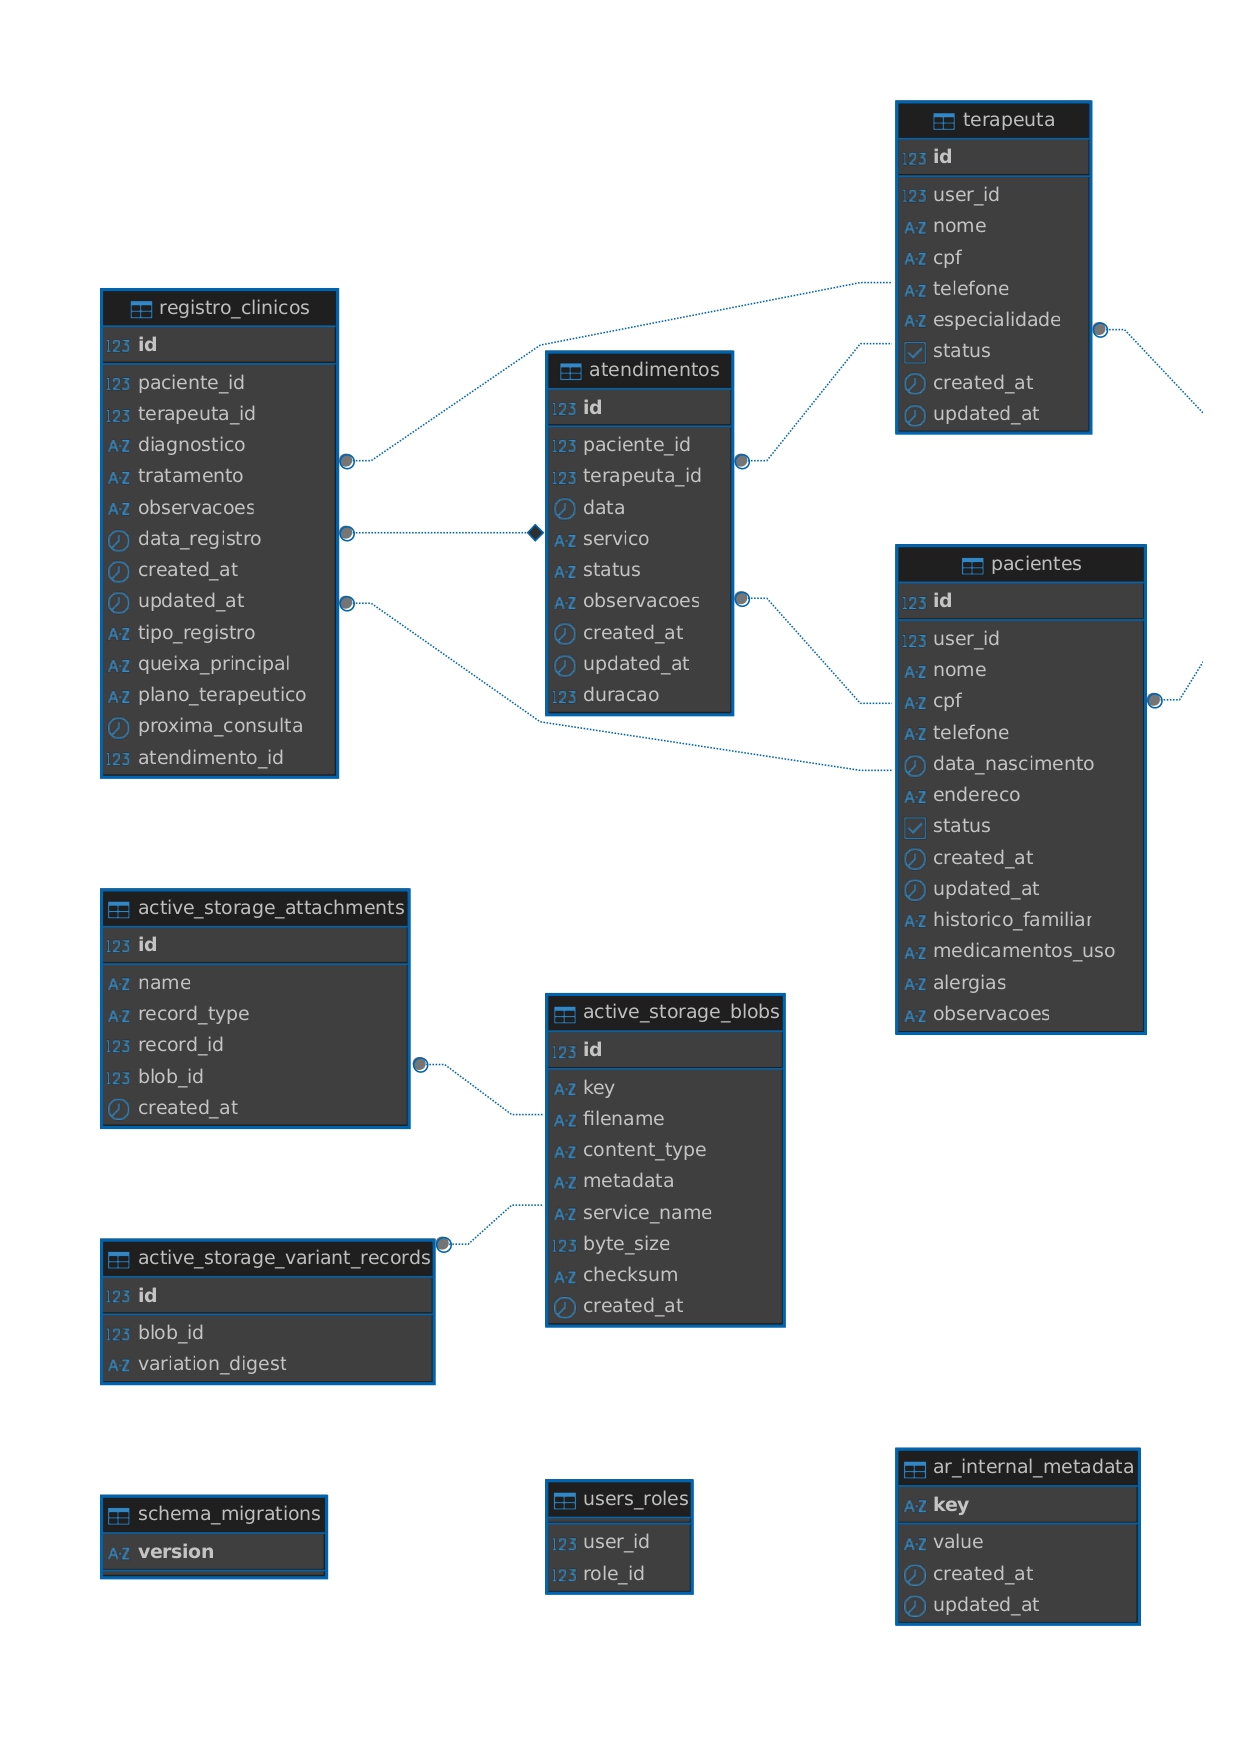 terapeuta
123 id
123 user_id
A-Z nome
A-Z cpf
A-Z telefone
A-Z especialidade
status
created_at
updated_at
registro_clinicos
123 id
123 paciente_id
123 terapeuta_id
A-Z diagnostico
A-Z tratamento
A-Z observacoes
data_registro
created_at
updated_at
A-Z tipo_registro
A-Z queixa_principal
A-Z plano_terapeutico
proxima_consulta
123 atendimento_id
atendimentos
123 id
123 paciente_id
123 terapeuta_id
data
A-Z servico
A-Z status
A-Z observacoes
created_at
updated_at
123 duracao
pacientes
123 id
123 user_id
A-Z nome
A-Z cpf
A-Z telefone
data_nascimento
A-Z endereco
status
created_at
updated_at
A-Z historico_familiar
A-Z medicamentos_uso
A-Z alergias
A-Z observacoes
active_storage_attachments
123 id
A-Z name
A-Z record_type
123 record_id
123 blob_id
created_at
active_storage_blobs
123 id
A-Z key
A-Z filename
A-Z content_type
A-Z metadata
A-Z service_name
123 byte_size
A-Z checksum
created_at
active_storage_variant_records
123 id
123 blob_id
A-Z variation_digest
schema_migrations
A-Z version
users_roles
123 user_id
123 role_id
ar_internal_metadata
A-Z key
A-Z value
created_at
updated_at